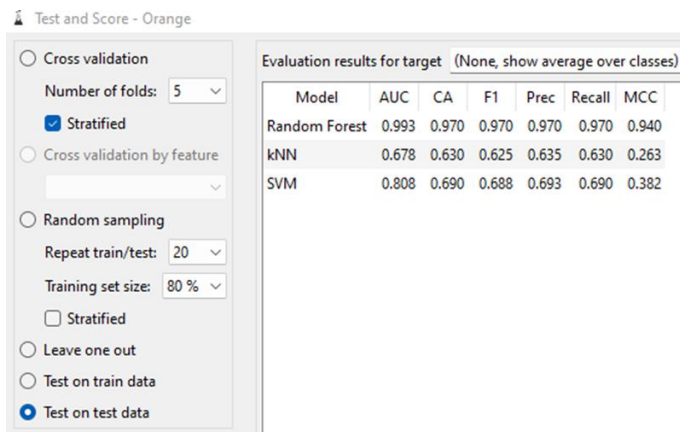 Test and Score - Orange
Cross validation
Number of folds: 5
Stratified
Cross validation by feature
Random sampling
Repeat train/test: 20
Training set size: 80 %
Stratified
Leave one out
Test on train data
Test on test data
Evaluation results for target (None, show average over classes)
Model AUC CA F1 Prec Recall MCC
Random Forest 0.993 0.970 0.970 0.970 0.970 0.940
kNN 0.678 0.630 0.625 0.635 0.630 0.263
SVM 0.808 0.690 0.688 0.693 0.690 0.382